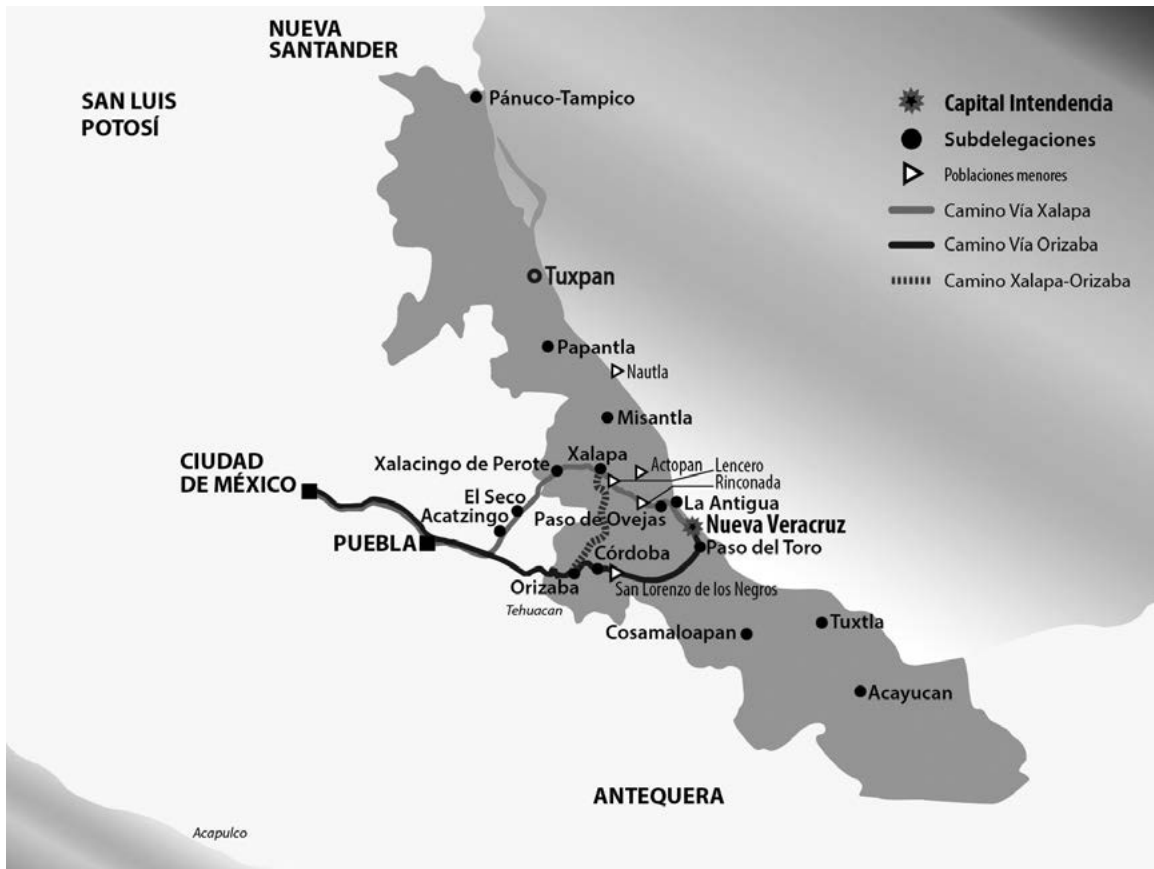 NUEVA
SANTANDER
SAN LUIS
POTOSÍ
Pánuco-Tampico
Capital Intendencia
Subdelegaciones
Poblaciones menores
Camino Vía Xalapa
Camino Vía Orizaba
Camino Xalapa-Orizaba
Tuxpan
Papantla
Nautla
Misantla
CIUDAD
DE MÉXICO
Xalacingo de Perote
Xalapa
Actopan
Lencero
Rinconada
El Seco
Acatzingo
Paso de Ovejas
La Antigua
Nueva Veracruz
PUEBLA
Paso del Toro
Córdoba
Orizaba
San Lorenzo de los Negros
Tehuacan
Cosamaloapan
Tuxtla
Acayucan
ANTEQUERA
Acapulco